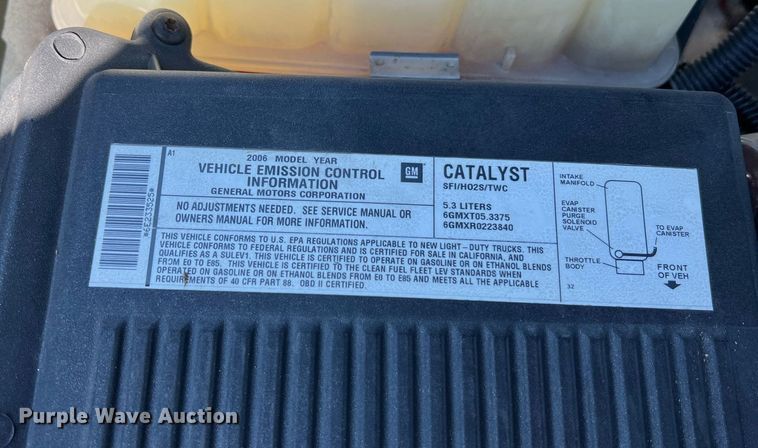 A1
2006 MODEL YEAR
VEHICLE EMISSION CONTROL
INFORMATION
GENERAL MOTORS CORPORATION
GM
*6E233525*
NO ADJUSTMENTS NEEDED. SEE SERVICE MANUAL OR
OWNERS MANUAL FOR MORE INFORMATION.
CATALYST
SFI/HO2S/TWC
5.3 LITERS
6GMXT05.3375
6GMXR0223840
THIS VEHICLE CONFORMS TO U.S. EPA REGULATIONS APPLICABLE TO NEW LIGHT-DUTY TRUCKS. THIS
VEHICLE CONFORMS TO FEDERAL REGULATIONS AND IS CERTIFIED FOR SALE IN CALIFORNIA, AND
QUALIFIES AS A SULEV1. THIS VEHICLE IS CERTIFIED TO OPERATE ON GASOLINE OR ON ETHANOL BLENDS
FROM E0 TO E85. THIS VEHICLE IS CERTIFIED TO THE CLEAN FUEL FLEET LEV STANDARDS WHEN
OPERATED ON GASOLINE OR ON ETHANOL BLENDS FROM E0 TO E85 AND MEETS ALL THE APPLICABLE
REQUIREMENTS OF 40 CFR PART 88. OBD II CERTIFIED.
INTAKE
MANIFOLD
EVAP
CANISTER
PURGE
SOLENOID
VALVE
TO EVAP
CANISTER
THROTTLE
BODY
FRONT
OF VEH
32
Purple Wave Auction